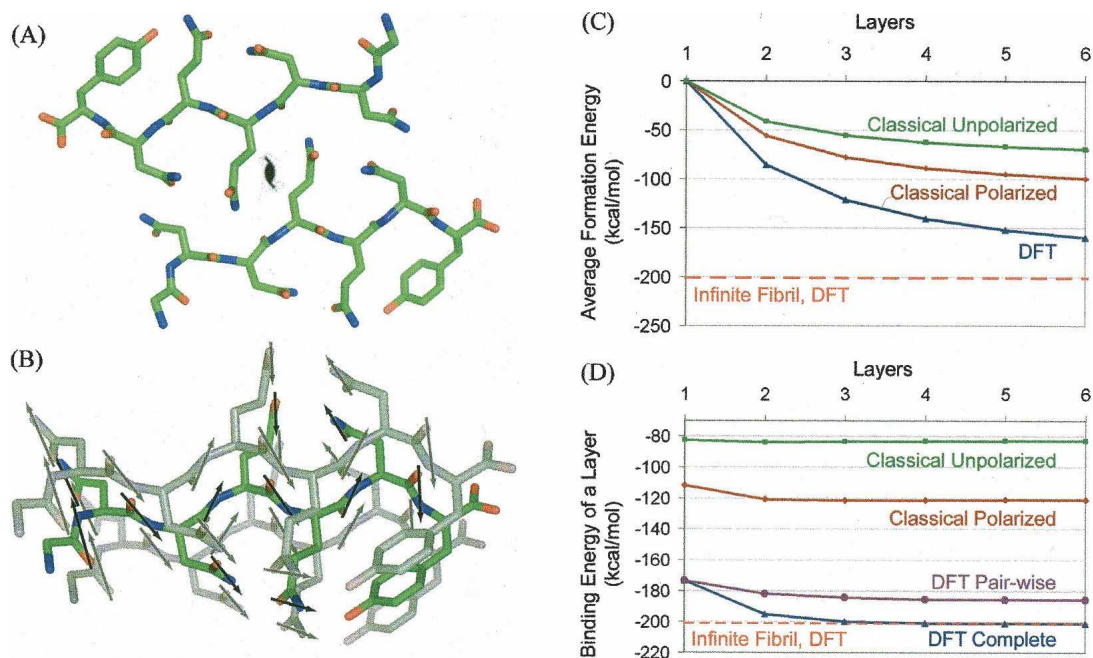 (A)
(B)
(C)
Layers
1 2 3 4 5 6
Average Formation Energy
(kcal/mol)
0
-50
-100
-150
-200
-250
Classical Unpolarized
Classical Polarized
DFT
Infinite Fibril, DFT
(D)
Layers
1 2 3 4 5 6
Binding Energy of a Layer
(kcal/mol)
-80
-100
-120
-140
-160
-180
-200
-220
Classical Unpolarized
Classical Polarized
DFT Pair-wise
Infinite Fibril, DFT
DFT Complete